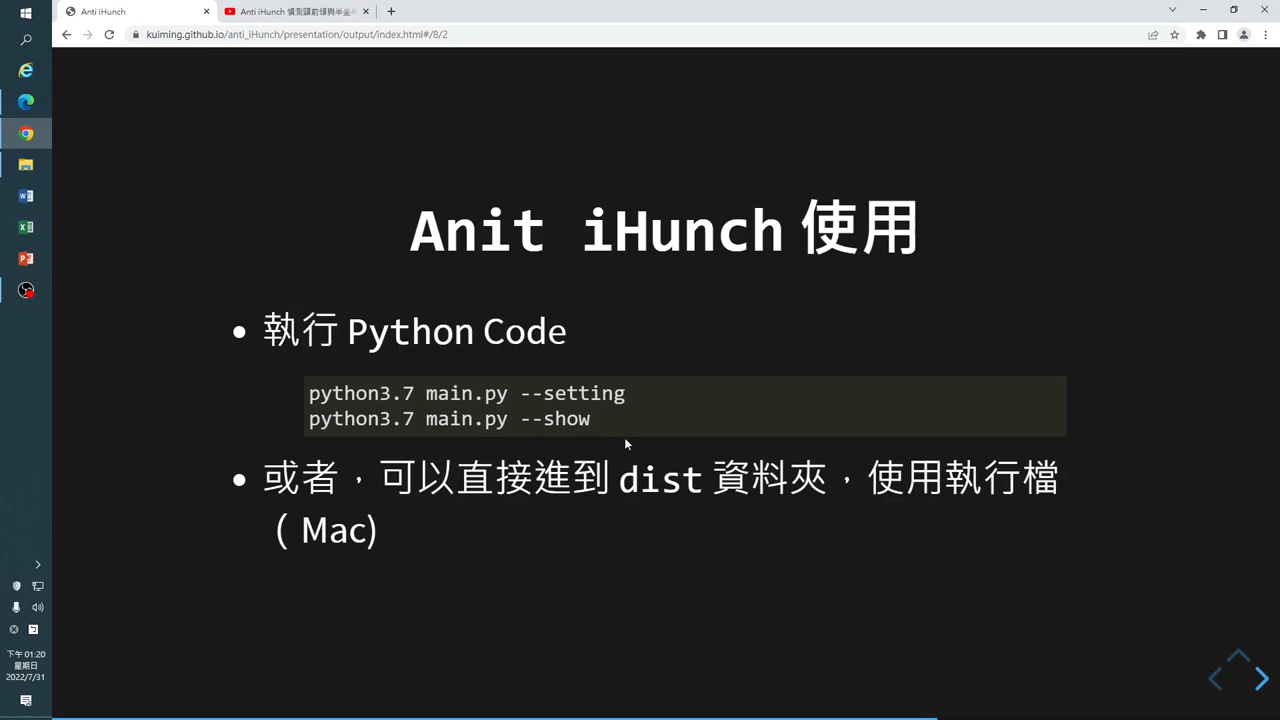 Anti iHunch
Anti iHunch 偵測頭前傾與半坐
kuiming.github.io/anti_iHunch/presentation/output/index.html#/8/2
Anit iHunch 使用
執行 Python Code
python3.7 main.py --setting
python3.7 main.py --show
或者，可以直接進到 dist 資料夾，使用執行檔
( Mac)
下午 01:20
星期日
2022/7/31